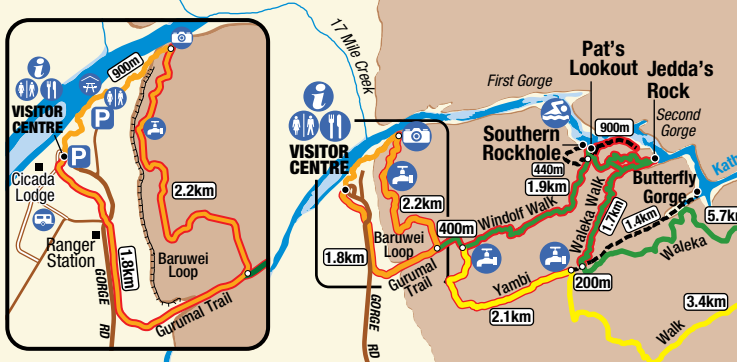 900m
VISITOR
CENTRE
P
P
Cicada
Lodge
2.2km
Ranger
Station
1.8km
Baruwei
Loop
GORGE RD
Gurumal Trail
17 Mile Creek
VISITOR
CENTRE
2.2km
1.8km
Baruwei
Loop
400m
Gurumal
Trail
GORGE RD
First Gorge
Pat's
Lookout
Jedda's
Rock
900m
Second
Gorge
Southern
Rockhole
440m
1.9km
Butterfly
Gorge
Kath
Windolf Walk
Waleka Walk
1.7km
1.4km
5.7k
Waleka
200m
Yambi
2.1km
3.4km
Walk